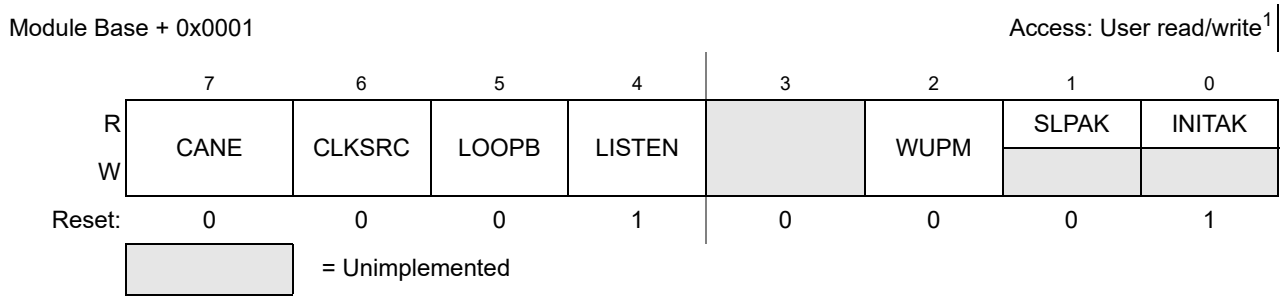 Module Base + 0x0001 Access: User read/write1
7 6 5 4 3 2 1 0
R CANE CLKSRC LOOPB LISTEN WUPM SLPAK INITAK
W
Reset: 0 0 0 1 0 0 0 1
= Unimplemented